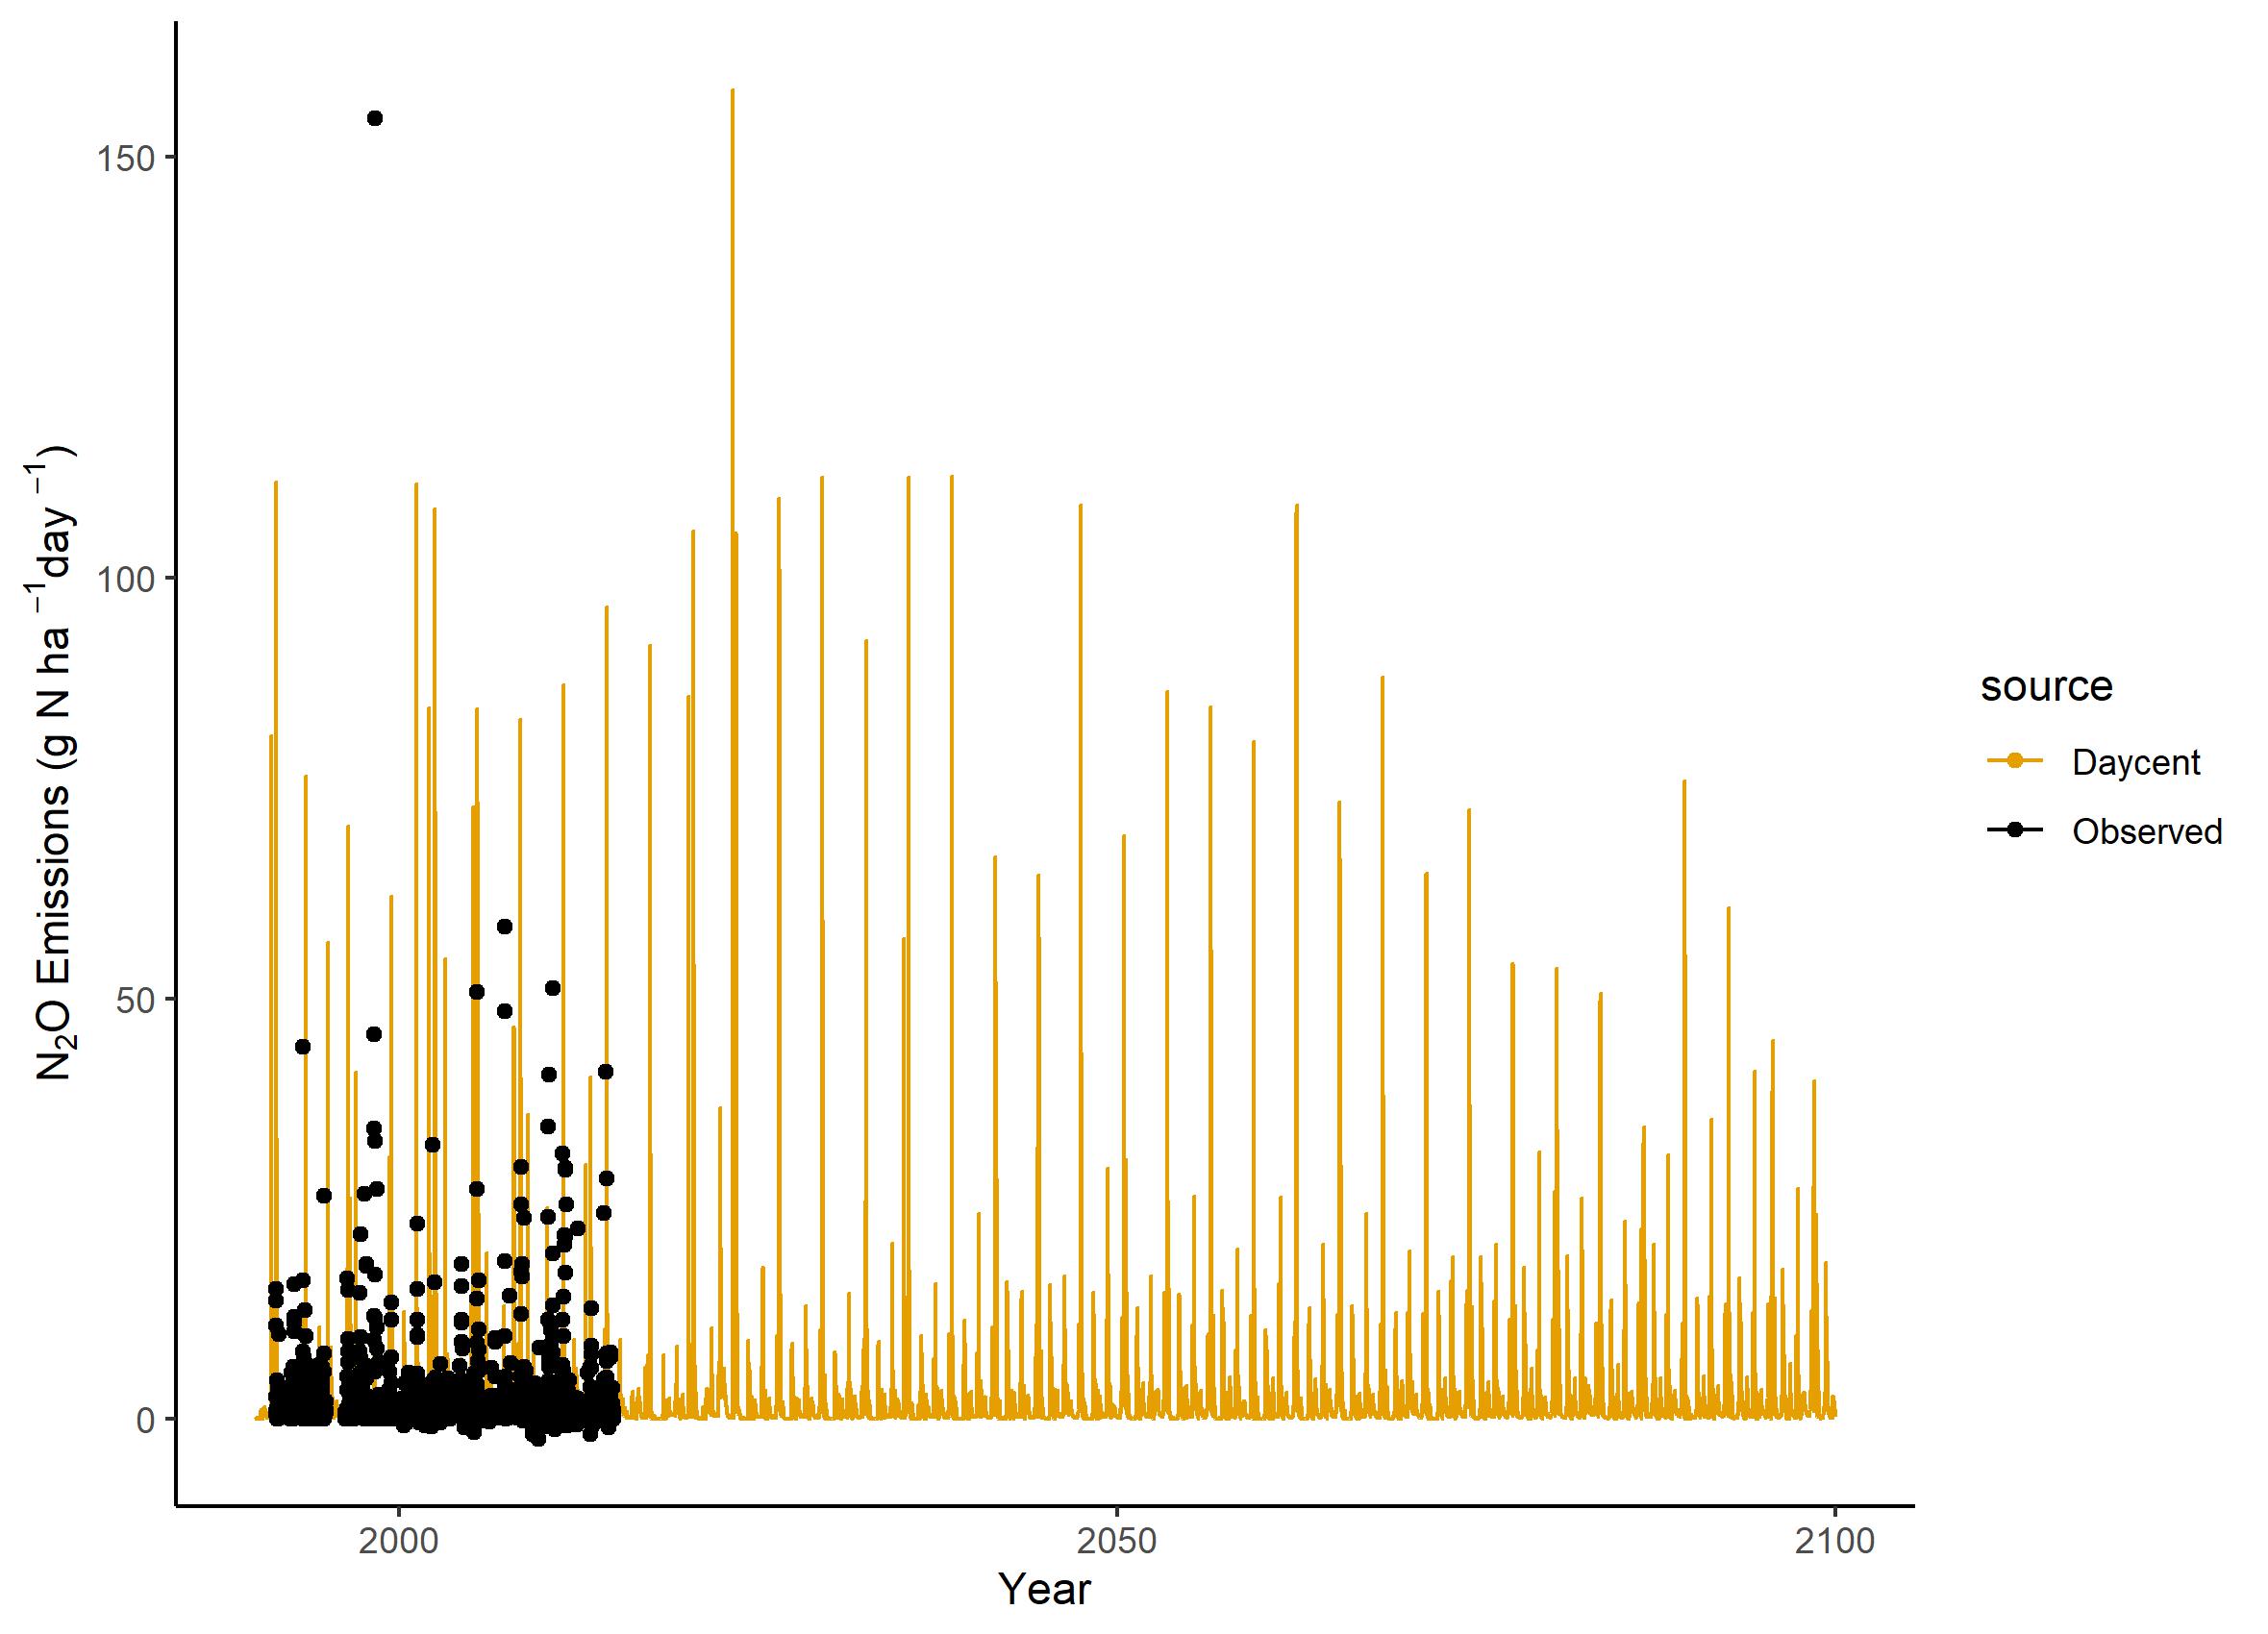 150
100
50
0
N₂O Emissions (g N ha ⁻¹day ⁻¹)
2000
2050
2100
Year
source
Daycent
Observed